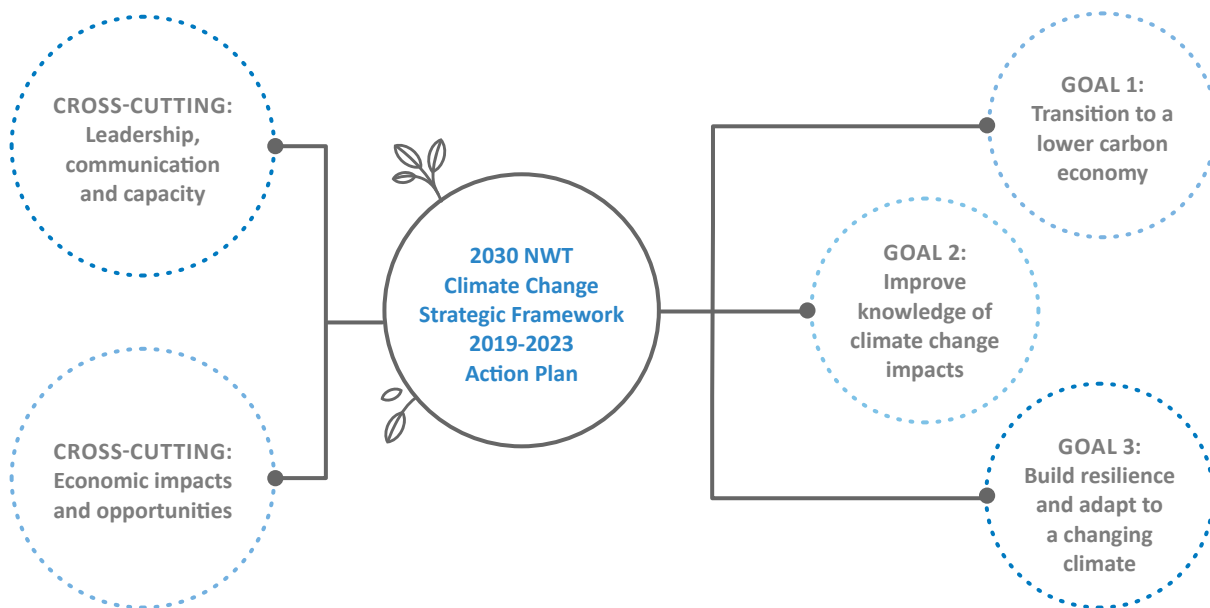 CROSS-CUTTING:
Leadership,
communication
and capacity
CROSS-CUTTING:
Economic impacts
and opportunities
2030 NWT
Climate Change
Strategic Framework
2019-2023
Action Plan
GOAL 1:
Transition to a
lower carbon
economy
GOAL 2:
Improve
knowledge of
climate change
impacts
GOAL 3:
Build resilience
and adapt to
a changing
climate